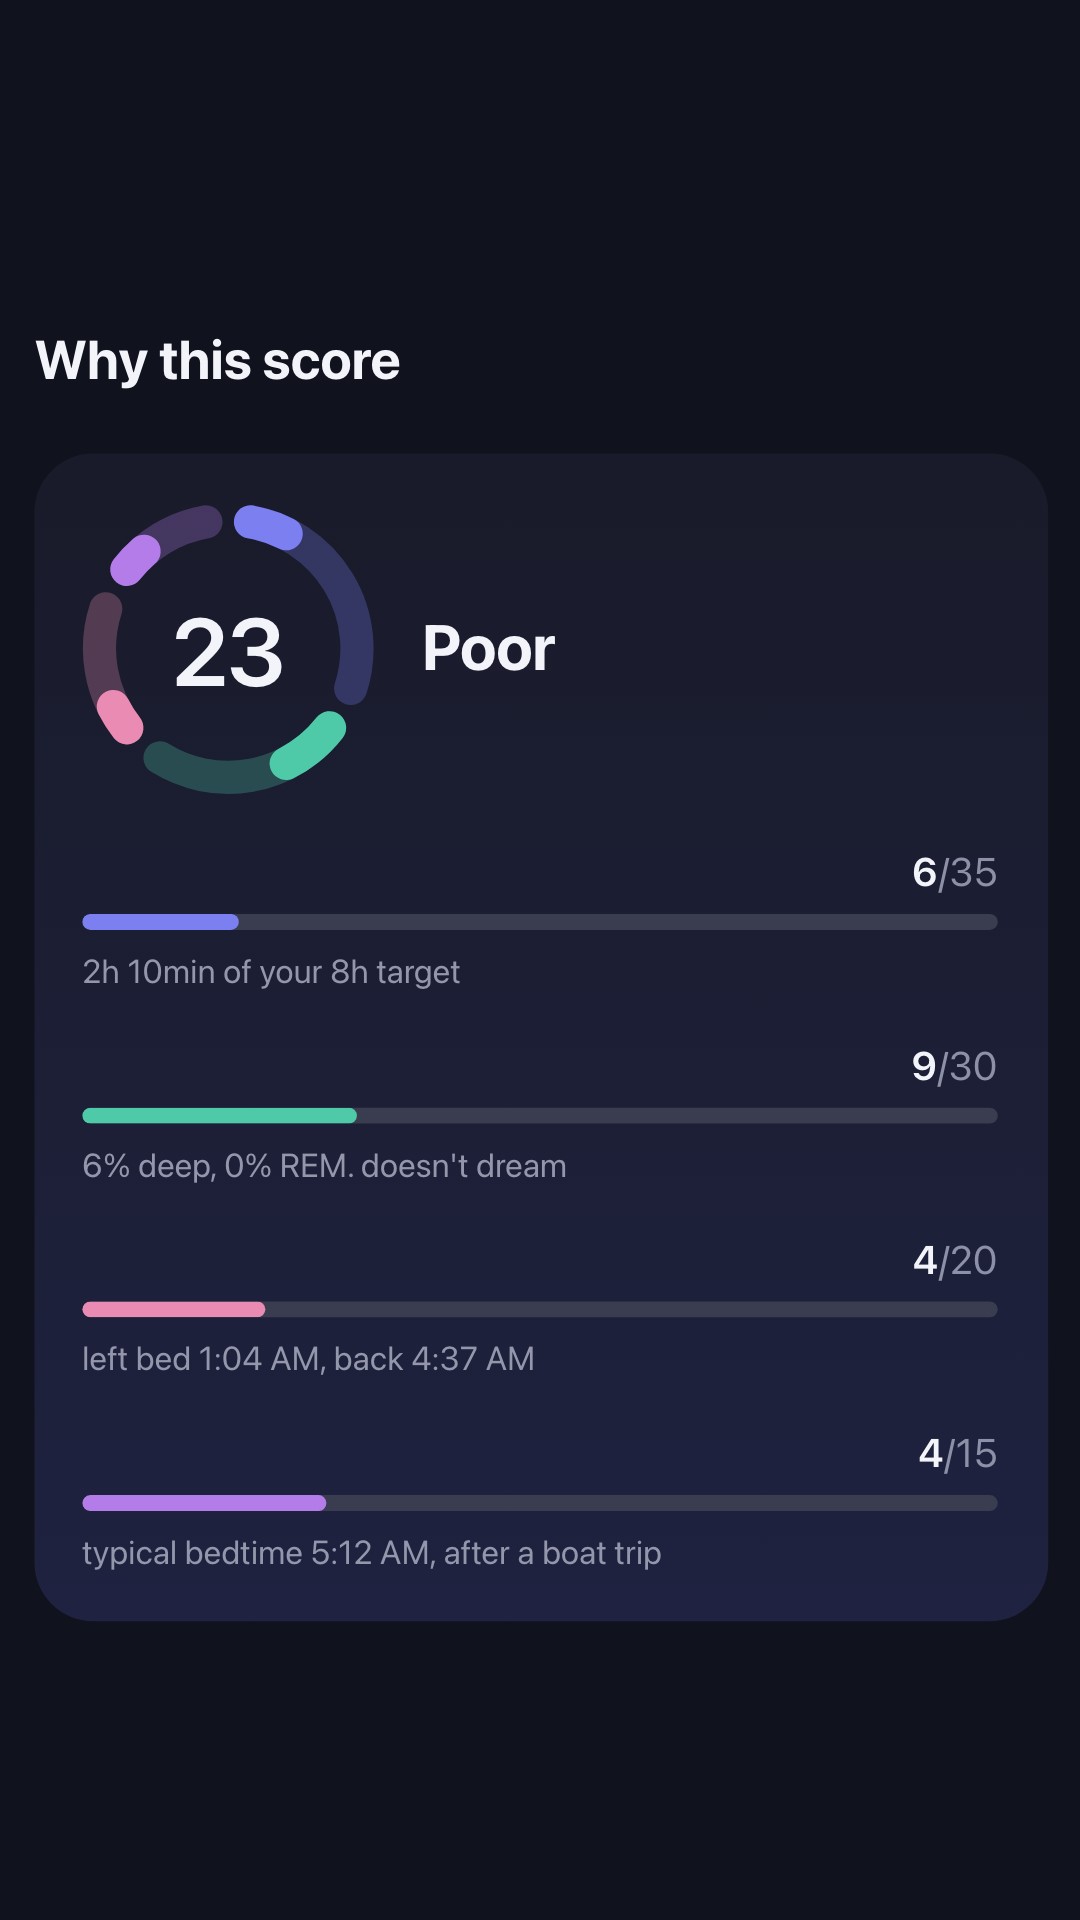 Why this score
23
Poor
6/35
2h 10min of your 8h target
9/30
6% deep, 0% REM. doesn't dream
4/20
left bed 1:04 AM, back 4:37 AM
4/15
typical bedtime 5:12 AM, after a boat trip